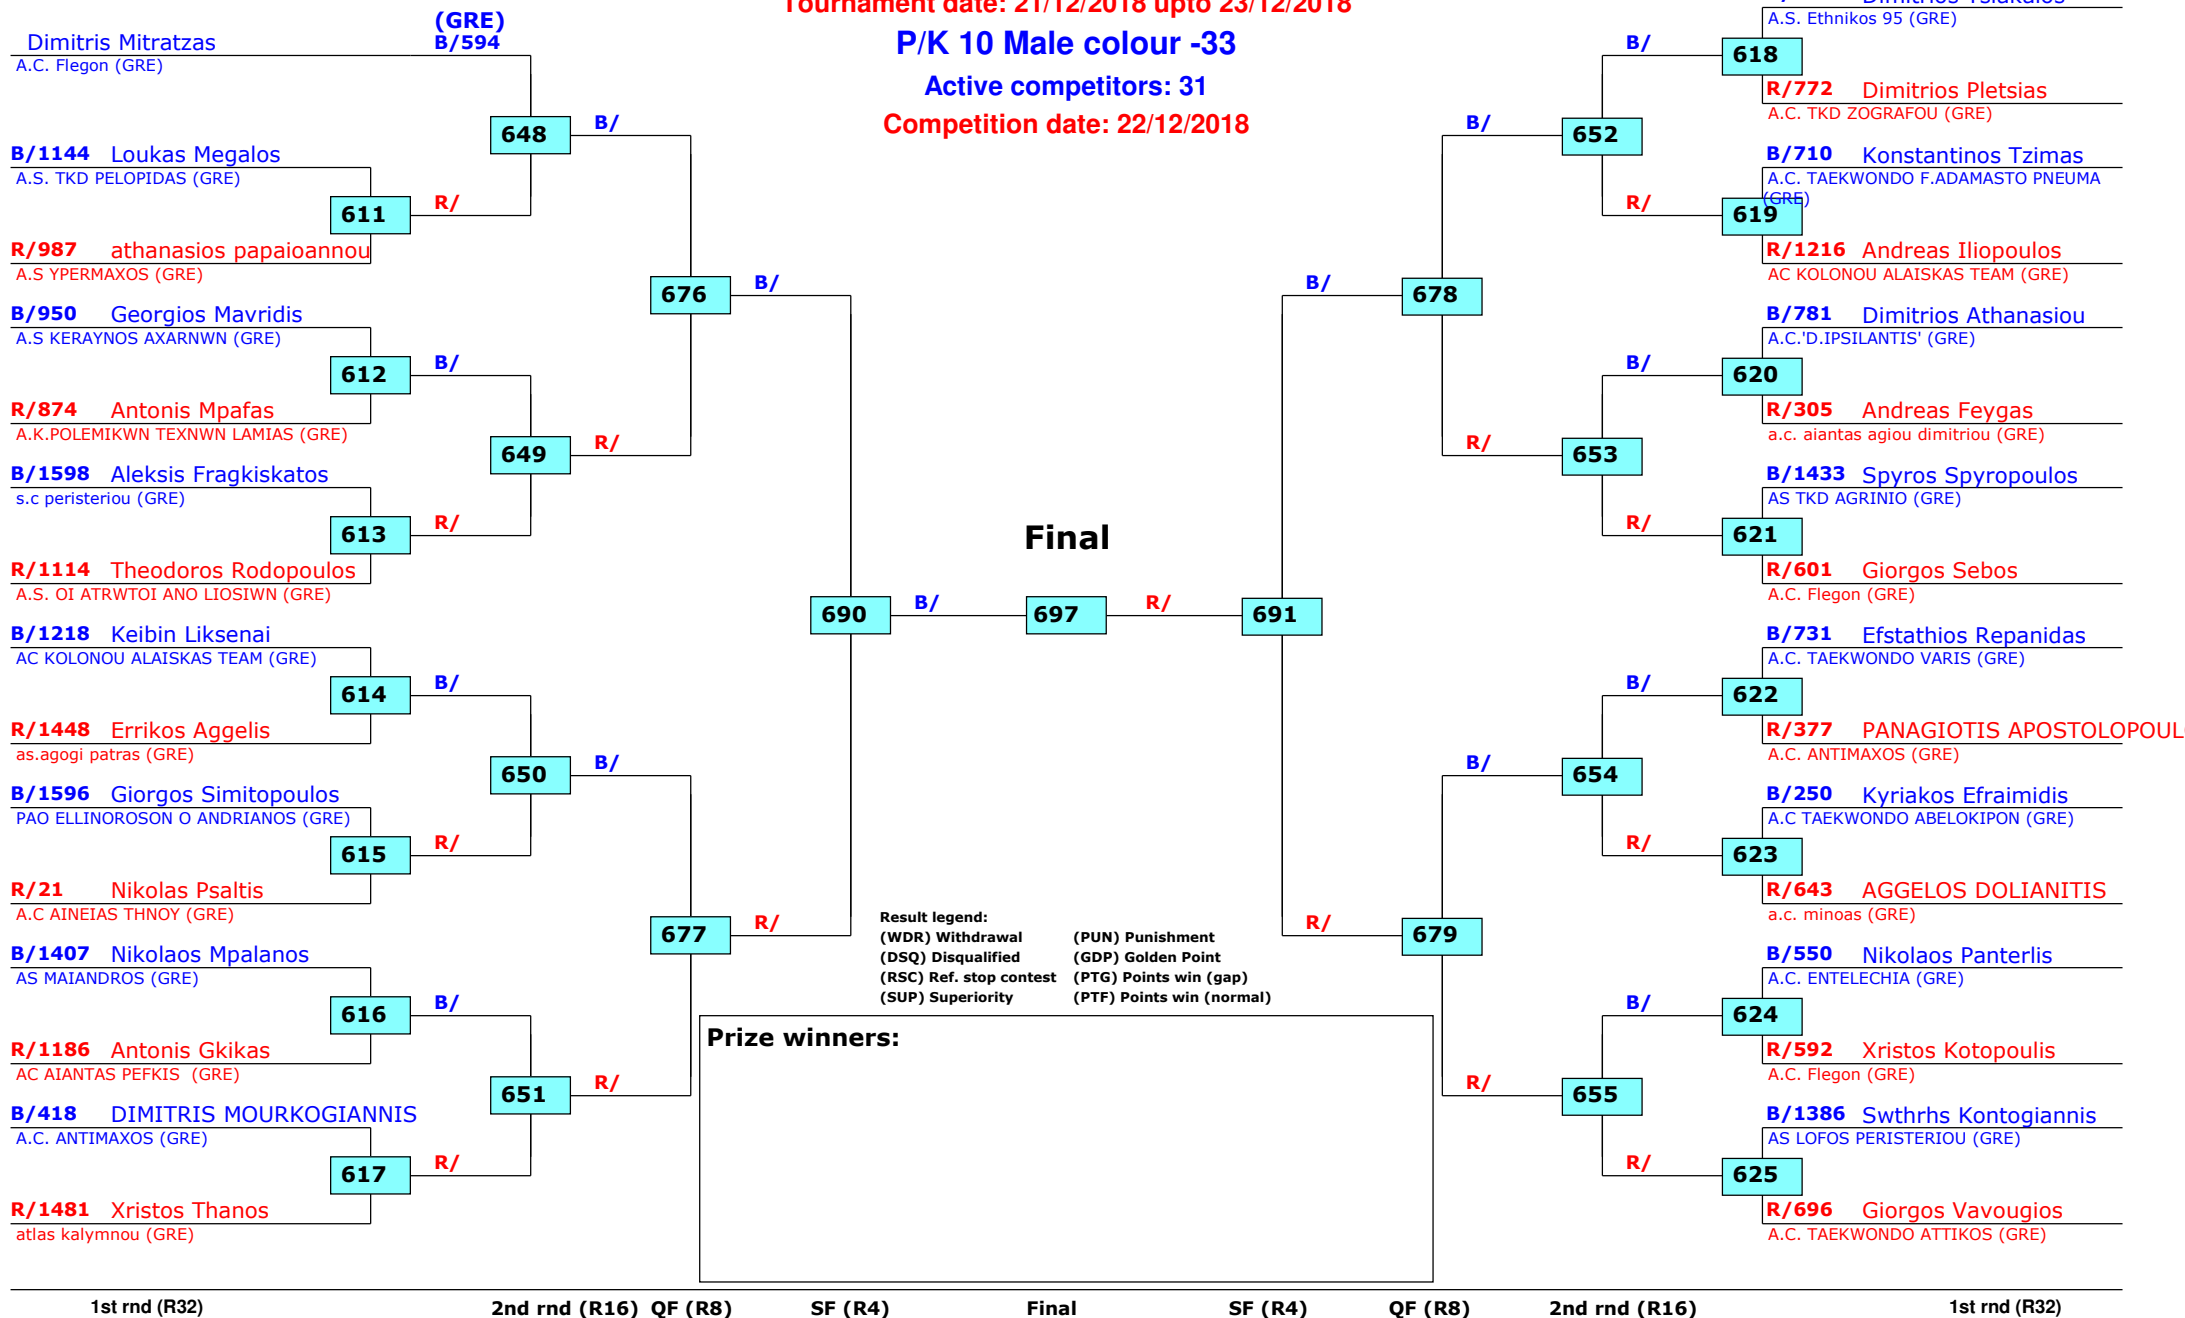 Tournament date: 21/12/2018 upto 23/12/2018
P/K 10 Male colour -33
Active competitors: 31
Competition date: 22/12/2018
(GRE)
Dimitris Mitratzas B/594
A.C. Flegon (GRE)
648
B/
B/1144 Loukas Megalos
A.S. TKD PELOPIDAS (GRE)
611
R/
R/987 athanasios papaioannou
A.S YPERMAXOS (GRE)
676
B/
B/950 Georgios Mavridis
A.S KERAYNOS AXARNWN (GRE)
612
B/
R/874 Antonis Mpafas
A.K.POLEMIKWN TEXNWN LAMIAS (GRE)
649
R/
B/1598 Aleksis Fragkiskatos
s.c peristeriou (GRE)
613
R/
R/1114 Theodoros Rodopoulos
A.S. OI ATRWTOI ANO LIOSIWN (GRE)
690
B/
B/1218 Keibin Liksenai
AC KOLONOU ALAISKAS TEAM (GRE)
614
B/
R/1448 Errikos Aggelis
as.agogi patras (GRE)
650
B/
B/1596 Giorgos Simitopoulos
PAO ELLINOROSON O ANDRIANOS (GRE)
615
R/
R/21 Nikolas Psaltis
A.C AINEIAS THNOY (GRE)
677
R/
B/1407 Nikolaos Mpalanos
AS MAIANDROS (GRE)
616
B/
R/1186 Antonis Gkikas
AC AIANTAS PEFKIS (GRE)
651
R/
B/418 DIMITRIS MOURKOGIANNIS
A.C. ANTIMAXOS (GRE)
617
R/
R/1481 Xristos Thanos
atlas kalymnou (GRE)
Final
697
R/
691
A.S. Ethnikos 95 (GRE)
B/
618
R/772 Dimitrios Pletsias
A.C. TKD ZOGRAFOU (GRE)
B/
652
B/710 Konstantinos Tzimas
A.C. TAEKWONDO F.ADAMASTO PNEUMA
(GRE)
R/
619
R/1216 Andreas Iliopoulos
AC KOLONOU ALAISKAS TEAM (GRE)
B/
678
B/781 Dimitrios Athanasiou
A.C.'D.IPSILANTIS' (GRE)
B/
620
R/305 Andreas Feygas
a.c. aiantas agiou dimitriou (GRE)
R/
653
B/1433 Spyros Spyropoulos
AS TKD AGRINIO (GRE)
R/
621
R/601 Giorgos Sebos
A.C. Flegon (GRE)
B/731 Efstathios Repanidas
A.C. TAEKWONDO VARIS (GRE)
B/
622
R/377 PANAGIOTIS
A.C. ANTIMAXOS (GRE)
B/
654
B/250 Kyriakos Efraimidis
A.C TAEKWONDO ABELOKIPON (GRE)
R/
623
R/643 AGGELOS DOLIANITIS
a.c. minoas (GRE)
R/
679
B/550 Nikolaos Panterlis
A.C. ENTELECHIA (GRE)
B/
624
R/592 Xristos Kotopoulis
A.C. Flegon (GRE)
R/
655
B/1386 Swthrhs Kontogiannis
AS LOFOS PERISTERIOU (GRE)
R/
625
R/696 Giorgos Vavougios
A.C. TAEKWONDO ATTIKOS (GRE)
Result legend:
(WDR) Withdrawal (PUN) Punishment
(DSQ) Disqualified (GDP) Golden Point
(RSC) Ref. stop contest (PTG) Points win (gap)
(SUP) Superiority (PTF) Points win (normal)
Prize winners:
1st rnd (R32) 2nd rnd (R16) QF (R8) SF (R4) Final SF (R4) QF (R8) 2nd rnd (R16) 1st rnd (R32)